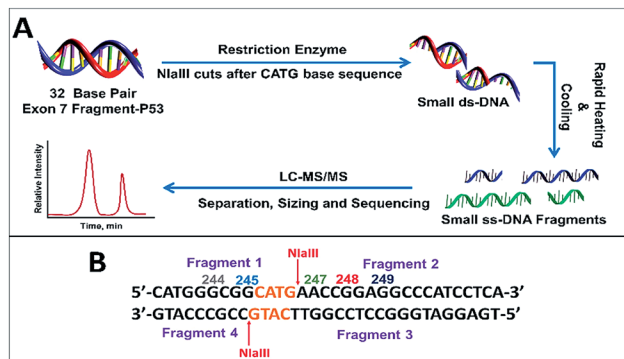 A
Restriction Enzyme
NlaIII cuts after CATG base sequence
32 Base Pair
Exon 7 Fragment-P53
Small ds-DNA
Rapid Heating
&
Cooling
LC-MS/MS
Separation, Sizing and Sequencing
Relative Intensity
Time, min
Small ss-DNA Fragments
B
NlaIII
Fragment 1
Fragment 2
244 245 247 248 249
5'-CATGGGCGGCATGAACCGGAGGCCCATCCTCA-3'
3'-GTACCCGCCGTACTTGGCCTCCGGGTAGGAGT-5'
Fragment 4
Fragment 3
NlaIII